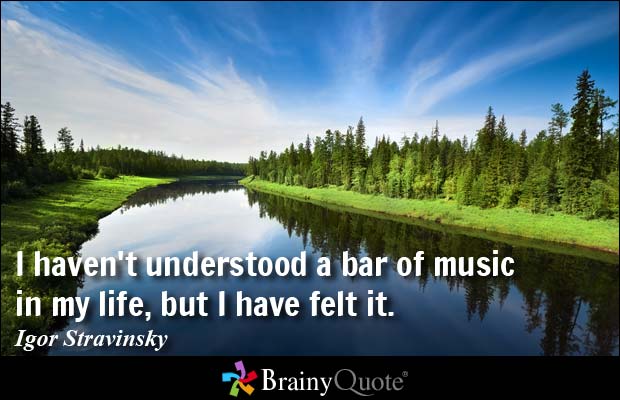 I haven't understood a bar of music
in my life, but I have felt it.
Igor Stravinsky
BrainyQuote®